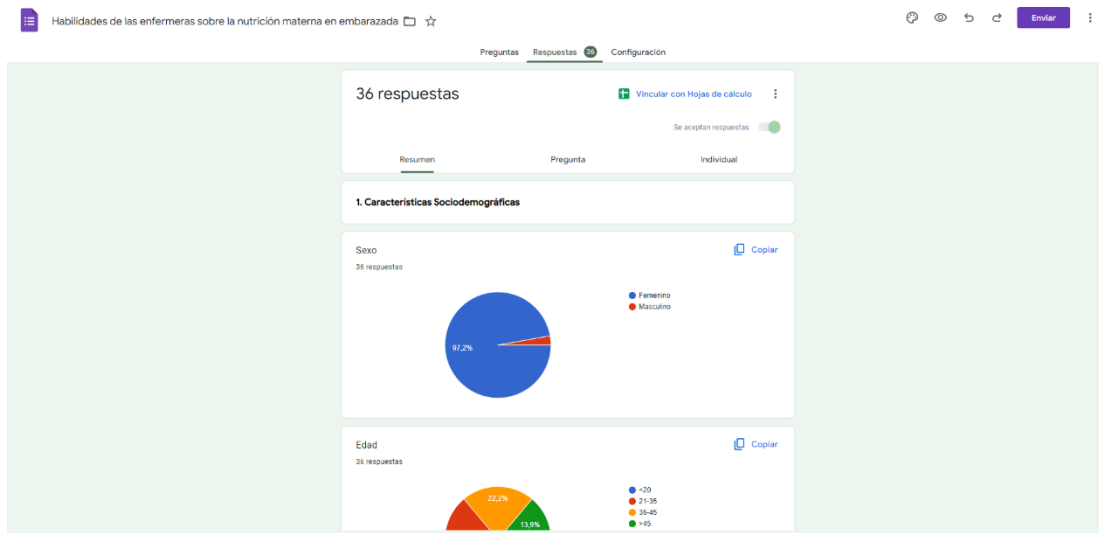 Habilidades de las enfermeras sobre la nutrición materna en embarazada
Enviar
Preguntas Respuestas 36 Configuración
36 respuestas
Vincular con Hojas de cálculo
Se aceptan respuestas
Resumen Pregunta Individual
1. Características Sociodemográficas
Sexo
Copiar
36 respuestas
Femenino
Masculino
97,2%
Edad
Copiar
36 respuestas
<20
21-35
36-45
>45
22,2%
13,9%